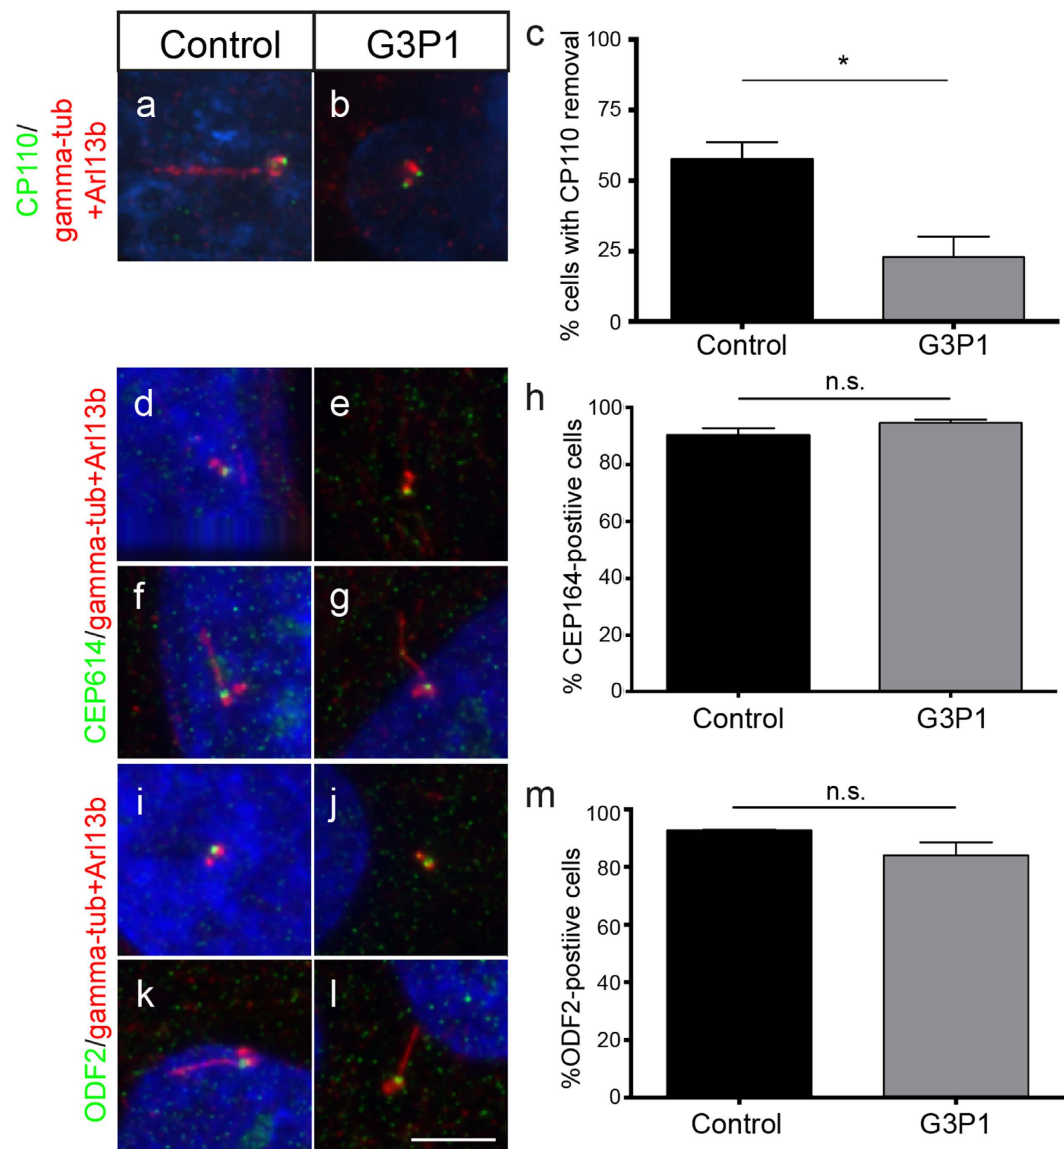 Control G3P1
CP110/
gamma-tub
+Arl13b
a
b
c
% cells with CP110 removal
100
75
50
25
0
*
Control G3P1
CEP614/gamma-tub+Arl13b
d
e
f
g
h
% CEP164-postiive cells
100
80
60
40
20
0
n.s.
Control G3P1
ODF2/gamma-tub+Arl13b
i
j
k
l
m
%ODF2-postiive cells
100
80
60
40
20
0
n.s.
Control G3P1